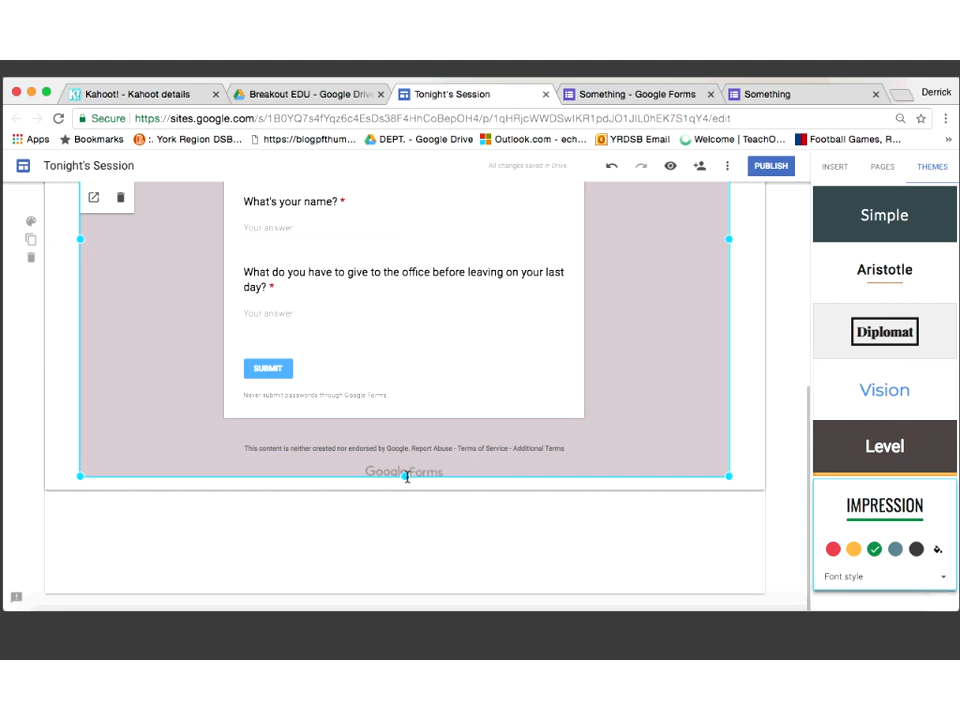 Kahoot! - Kahoot details
Breakout EDU - Google Driv
Tonight's Session
Something - Google Forms
Something
Derrick
Secure https://sites.google.com/s/1B0YQ7s4fYqz6c4EsDs38F4HhCoBepOH4/p/1qHRjcWWDSwIKR1pdJO1JIL0hEK7S1qY4/edit
Apps
Bookmarks
:. York Region DSB...
https://blogpfthum...
DEPT. - Google Drive
Outlook.com - ech...
YRDSB Email
Welcome | TeachO...
Football Games, R...
»
Tonight's Session
All changes saved in Drive
PUBLISH
INSERT
PAGES
THEMES
What's your name? *
Your answer
What do you have to give to the office before leaving on your last
day? *
Your answer
SUBMIT
Never submit passwords through Google Forms.
This content is neither created nor endorsed by Google. Report Abuse - Terms of Service - Additional Terms
Google Forms
Simple
Aristotle
Diplomat
Vision
Level
IMPRESSION
Font style